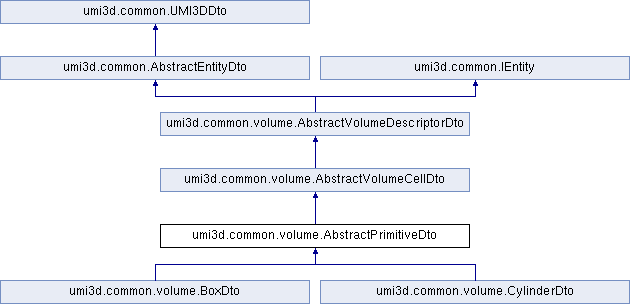 umi3d.common.UMI3DDto
umi3d.common.AbstractEntityDto
umi3d.common.IEntity
umi3d.common.volume.AbstractVolumeDescriptorDto
umi3d.common.volume.AbstractVolumeCellDto
umi3d.common.volume.AbstractPrimitiveDto
umi3d.common.volume.BoxDto
umi3d.common.volume.CylinderDto